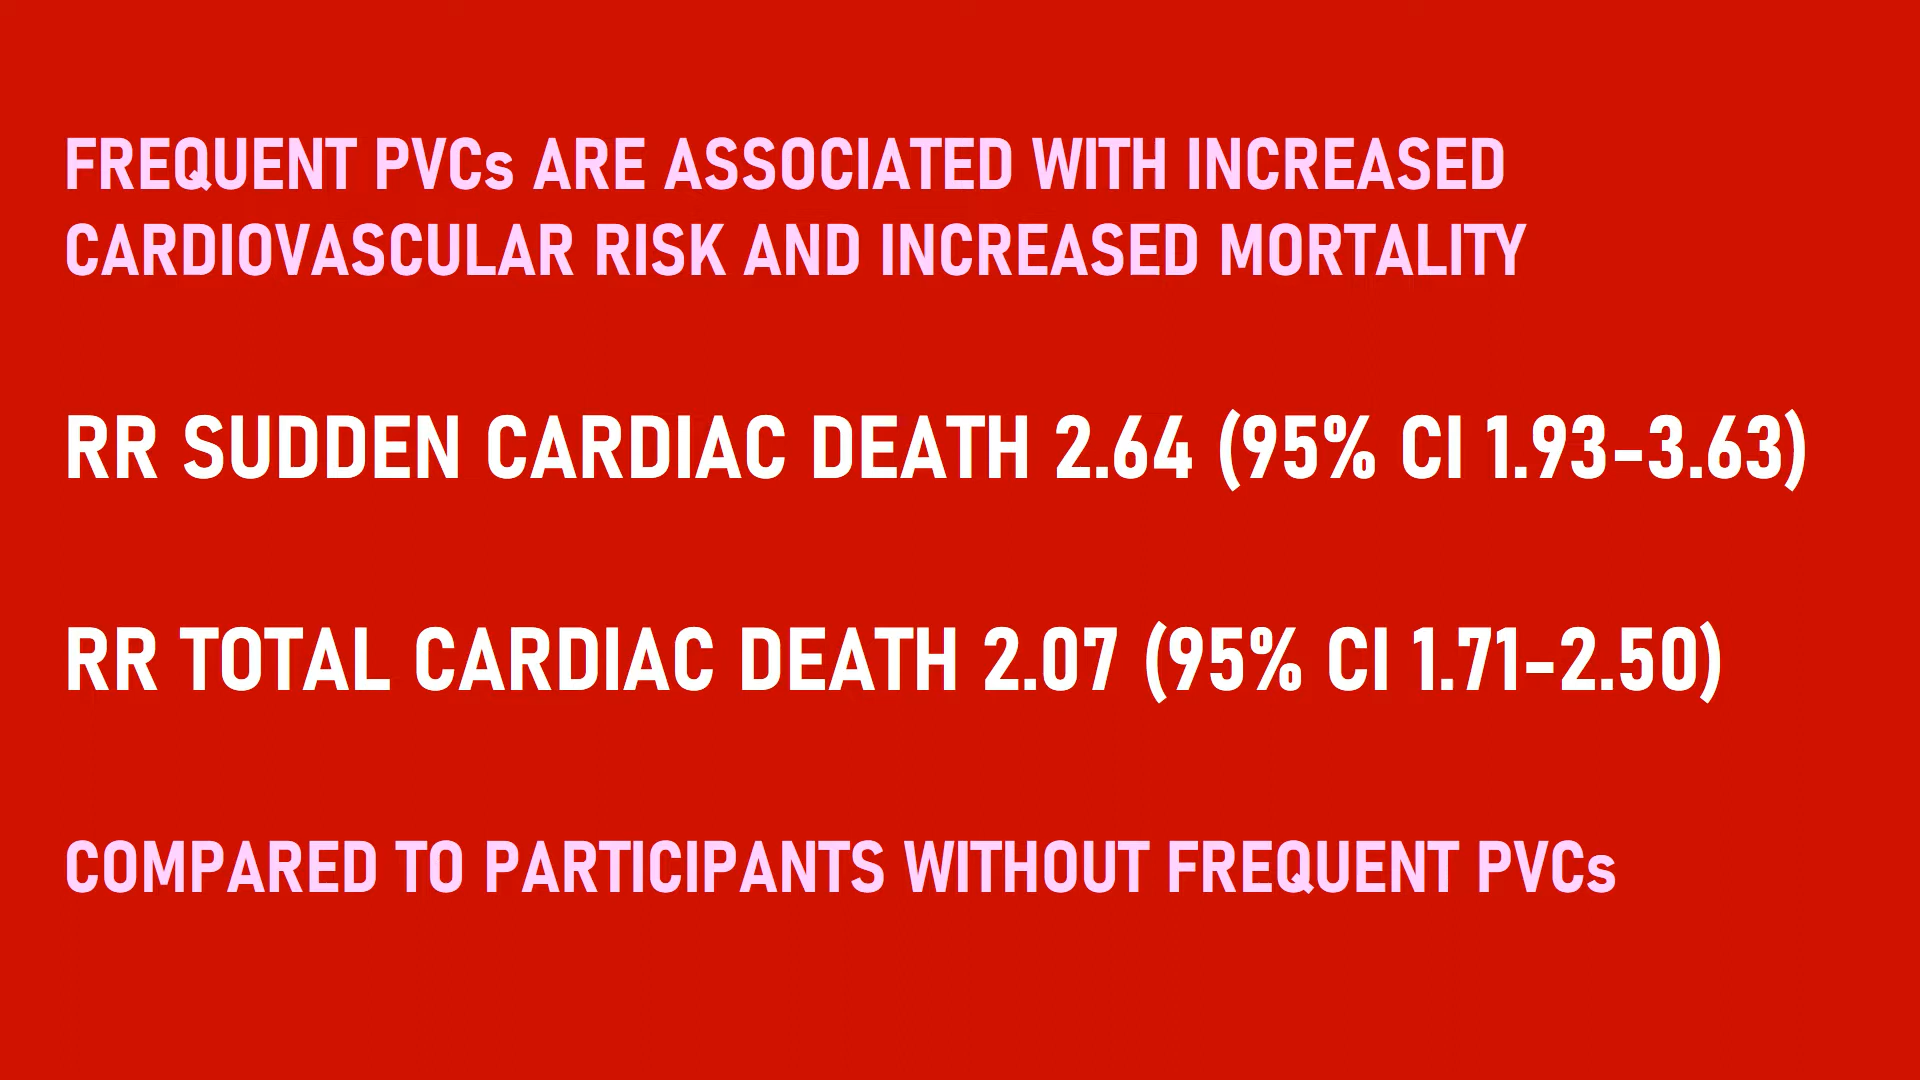 FREQUENT PVCs ARE ASSOCIATED WITH INCREASED
CARDIOVASCULAR RISK AND INCREASED MORTALITY
RR SUDDEN CARDIAC DEATH 2.64 (95% CI 1.93-3.63)
RR TOTAL CARDIAC DEATH 2.07 (95% CI 1.71-2.50)
COMPARED TO PARTICIPANTS WITHOUT FREQUENT PVCs